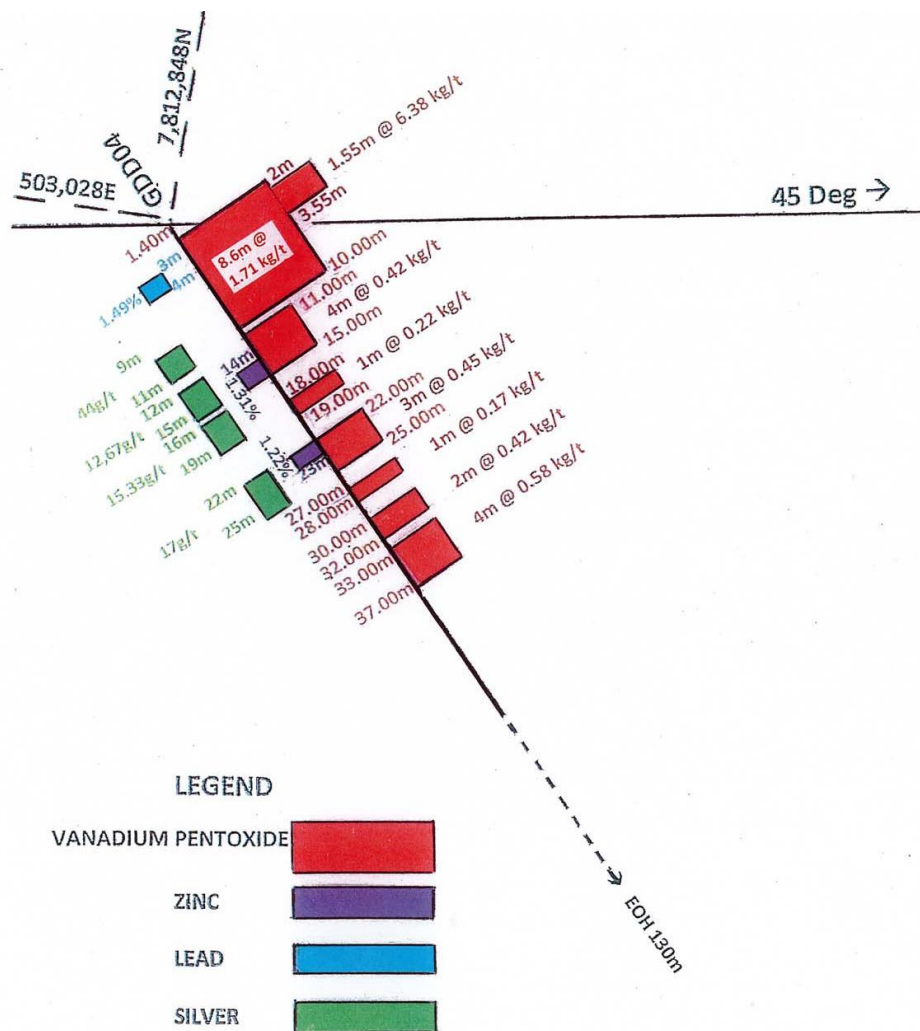 7,812,848N
GDD04
503,028E
45 Deg →
2m
1.55m @ 6.38 kg/t
3.55m
1.40m
8.6m @
1.71 kg/t
10.00m
3m
4m
1.49%
11.00m
4m @ 0.42 kg/t
15.00m
14m
1.31%
18.00m
1m @ 0.22 kg/t
19.00m
9m
44g/t
11m
12m
12,67g/t
15m
16m
15.33g/t
19m
22.00m
3m @ 0.45 kg/t
25.00m
1.22%
23m
22m
17g/t
25m
27.00m
1m @ 0.17 kg/t
28.00m
30.00m
2m @ 0.42 kg/t
32.00m
33.00m
4m @ 0.58 kg/t
37.00m
EOH 130m
LEGEND
VANADIUM PENTOXIDE
ZINC
LEAD
SILVER